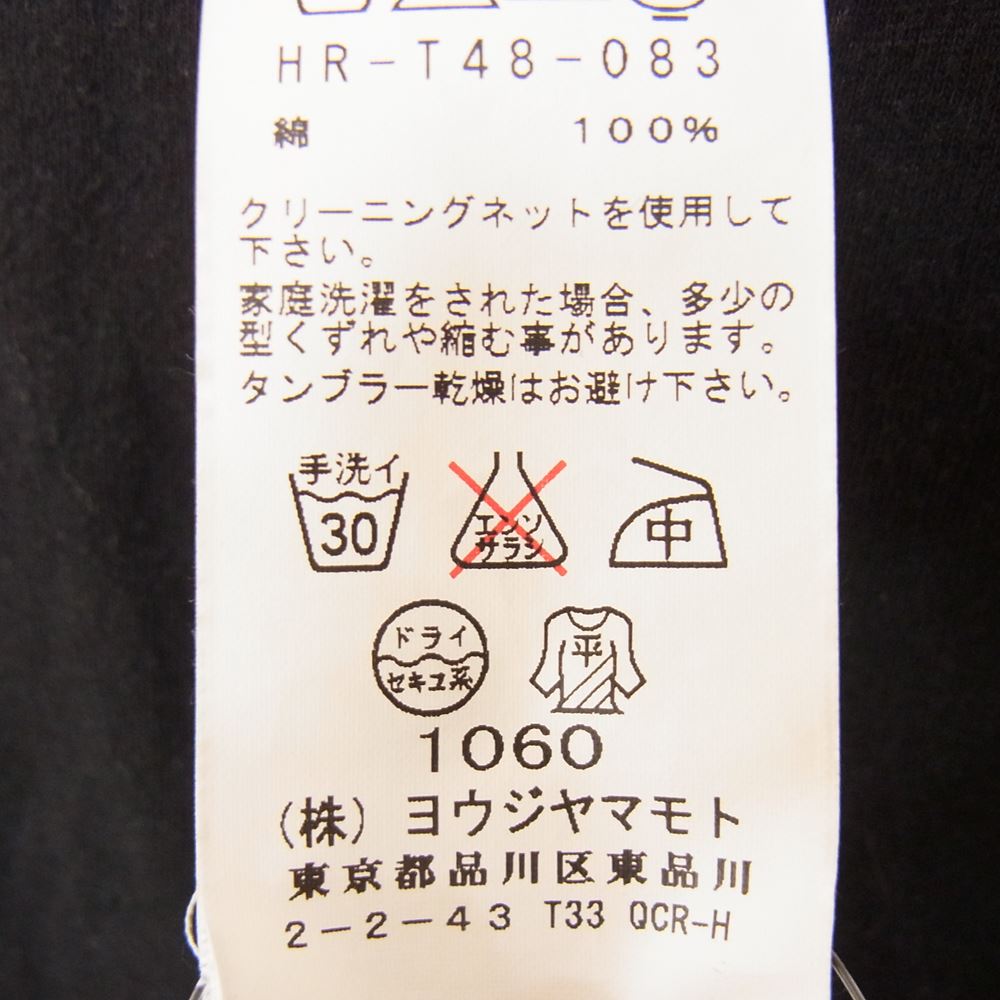 HR-T48-083
綿 100%
クリーニングネットを使用して
下さい。
家庭洗濯をされた場合、多少の
型くずれや縮む事があります。
タンブラー乾燥はお避け下さい。
手洗イ
30
エンソ
サラシ
中
ドライ
セキユ系
平
1060
(株) ヨウジヤマモト
東京都品川区東品川
2-2-43 T33 QCR-H